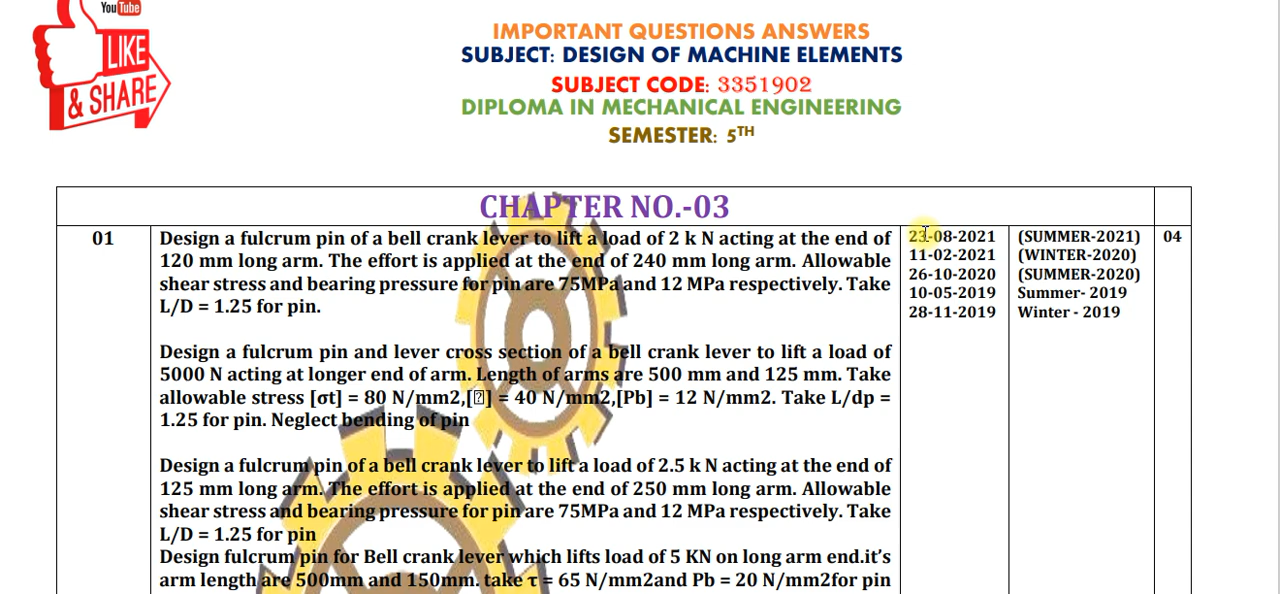 You Tube
LIKE
& SHARE
IMPORTANT QUESTIONS ANSWERS
SUBJECT: DESIGN OF MACHINE ELEMENTS
SUBJECT CODE: 3351902
DIPLOMA IN MECHANICAL ENGINEERING
SEMESTER: 5TH
CHAPTER NO.-03
01
Design a fulcrum pin of a bell crank lever to lift a load of 2 k N acting at the end of
120 mm long arm. The effort is applied at the end of 240 mm long arm. Allowable
shear stress and bearing pressure for pin are 75MPa and 12 MPa respectively. Take
L/D = 1.25 for pin.
Design a fulcrum pin and lever cross section of a bell crank lever to lift a load of
5000 N acting at longer end of arm. Length of arms are 500 mm and 125 mm. Take
allowable stress [σt] = 80 N/mm2,[⍰] = 40 N/mm2,[Pb] = 12 N/mm2. Take L/dp =
1.25 for pin. Neglect bending of pin
Design a fulcrum pin of a bell crank lever to lift a load of 2.5 k N acting at the end of
125 mm long arm. The effort is applied at the end of 250 mm long arm. Allowable
shear stress and bearing pressure for pin are 75MPa and 12 MPa respectively. Take
L/D = 1.25 for pin
Design fulcrum pin for Bell crank lever which lifts load of 5 KN on long arm end.it's
arm length are 500mm and 150mm. take τ = 65 N/mm2and Pb = 20 N/mm2for pin
23-08-2021
11-02-2021
26-10-2020
10-05-2019
28-11-2019
(SUMMER-2021)
(WINTER-2020)
(SUMMER-2020)
Summer- 2019
Winter - 2019
04